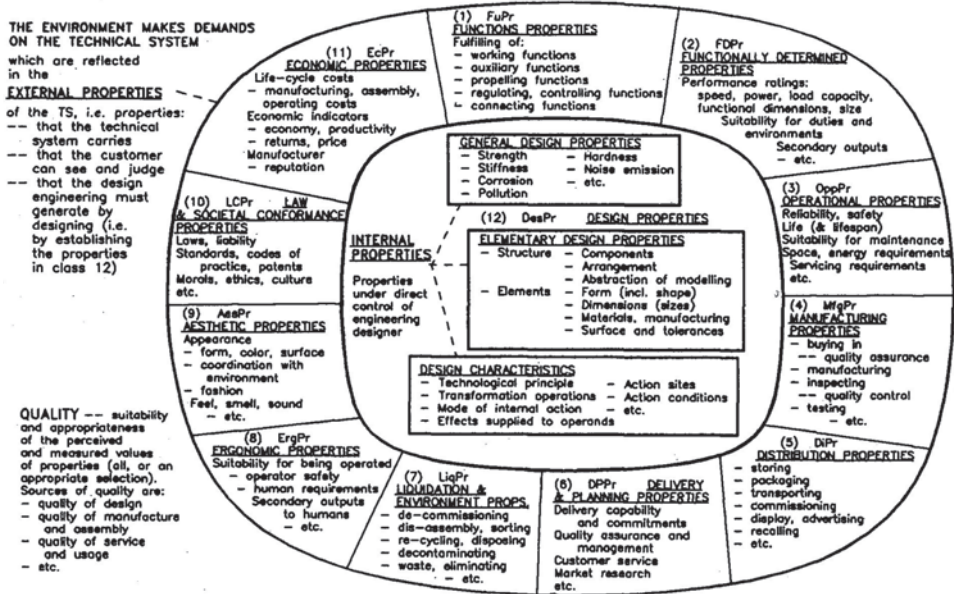 THE ENVIRONMENT MAKES DEMANDS
ON THE TECHNICAL SYSTEM
which are reflected
in the
EXTERNAL PROPERTIES
of the TS, i.e. properties:
-- that the technical
system carries
-- that the customer
can see and judge
-- that the design
engineering must
generate by
designing (i.e.
by establishing
the properties
in class 12)
QUALITY -- suitability
and appropriateness
of the perceived
and measured values
of properties (all, or an
appropriate selection).
Sources of quality are:
- quality of design
- quality of manufacture
and assembly
- quality of service
and usage
- etc.
(1) FuPr
FUNCTIONS PROPERTIES
Fulfilling of:
- working functions
- auxiliary functions
- propelling functions
- regulating, controlling functions
- connecting functions
(2) FDPr
FUNCTIONALLY DETERMINED
PROPERTIES
Performance ratings:
speed, power, load capacity,
functional dimensions, size
Suitability for duties and
environments
Secondary outputs
- etc.
(3) OppPr
OPERATIONAL PROPERTIES
Reliability, safety
Life (& lifespan)
Suitability for maintenance
Space, energy requirements
Servicing requirements
etc.
(4) MfgPr
MANUFACTURING
PROPERTIES
- buying in
-- quality assurance
- manufacturing
- inspecting
-- quality control
- testing
- etc.
(5) DiPr
DISTRIBUTION PROPERTIES
- storing
- packaging
- transporting
- commissioning
- display, advertising
- recalling
- etc.
(6) DPPr DELIVERY
& PLANNING PROPERTIES
Delivery capability
and commitments
Quality assurance and
management
Customer service
Market research
etc.
(7) LiqPr
LIQUIDATION &
ENVIRONMENT PROPS.
- de-commissioning
- dis-assembly, sorting
- re-cycling, disposing
- decontaminating
- waste, eliminating
- etc.
(8) ErgPr
ERGONOMIC PROPERTIES
Suitability for being operated
- operator safety
- human requirements
Secondary outputs
to humans
- etc.
(9) AesPr
AESTHETIC PROPERTIES
Appearance
- form, color, surface
- coordination with
environment
- fashion
Feel, smell, sound
- etc.
(10) LCPr LAW
& SOCIETAL CONFORMANCE
PROPERTIES
Laws, liability
Standards, codes of
practice, patents
Morals, ethics, culture
etc.
(11) EcPr
ECONOMIC PROPERTIES
Life-cycle costs
- manufacturing, assembly,
operating costs
Economic indicators
- economy, productivity
- returns, price
Manufacturer
- reputation
INTERNAL
PROPERTIES
Properties
under direct
control of
engineering
designer
GENERAL DESIGN PROPERTIES
- Strength - Hardness
- Stiffness - Noise emission
- Corrosion - etc.
- Pollution
(12) DesPr DESIGN PROPERTIES
ELEMENTARY DESIGN PROPERTIES
- Structure - Components
- Arrangement
- Abstraction of modelling
- Elements - Form (incl. shape)
- Dimensions (sizes)
- Materials, manufacturing
- Surface and tolerances
DESIGN CHARACTERISTICS
- Technological principle - Action sites
- Transformation operations - Action conditions
- Mode of internal action - etc.
- Effects supplied to operands